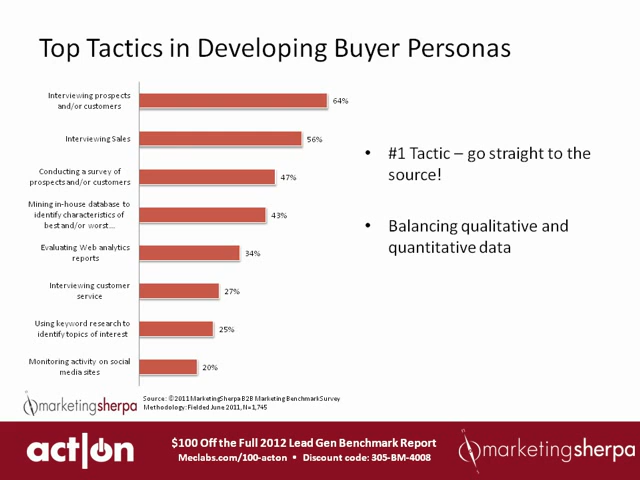 Top Tactics in Developing Buyer Personas
Interviewing prospects
and/or customers
64%
Interviewing Sales
56%
Conducting a survey of
prospects and/or customers
47%
Mining in-house database to
identify characteristics of
best and/or worst...
43%
Evaluating Web analytics
reports
34%
Interviewing customer
service
27%
Using keyword research to
identify topics of interest
25%
Monitoring activity on social
media sites
20%
• #1 Tactic – go straight to the
source!
• Balancing qualitative and
quantitative data
marketingsherpa
Source: ©2011 MarketingSherpa B2B Marketing Benchmark Survey
Methodology: Fielded June 2011, N=1,745
act|on
$100 Off the Full 2012 Lead Gen Benchmark Report
Meclabs.com/100-acton • Discount code: 305-BM-4008
marketingsherpa